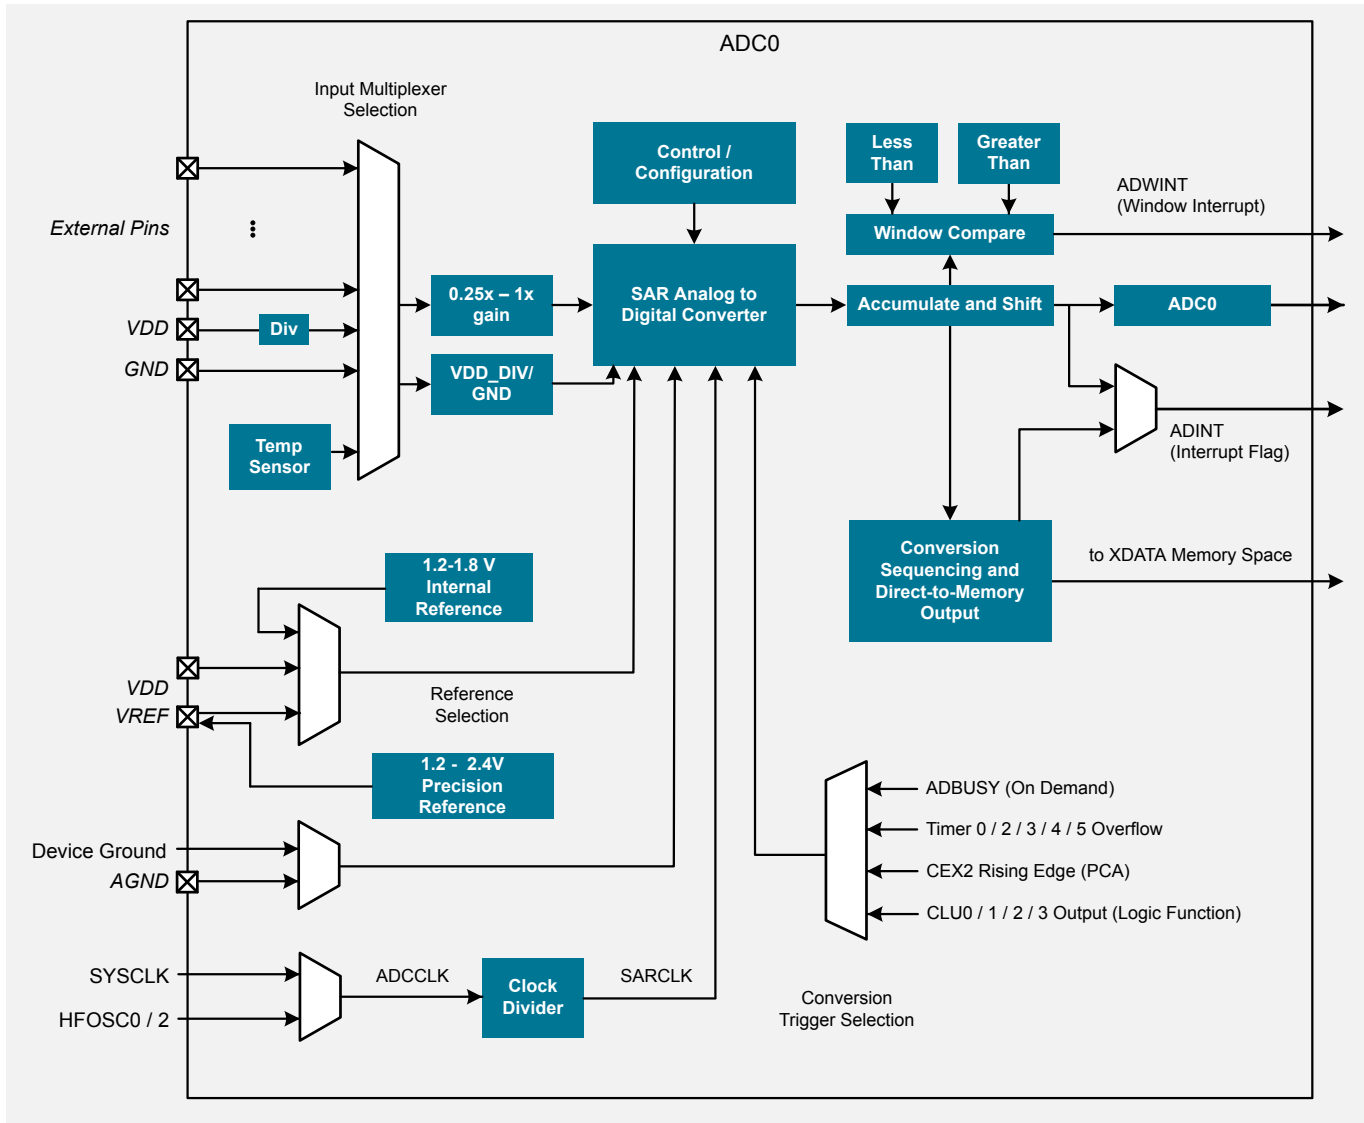 ADC0
Input Multiplexer
Selection
External Pins
VDD
GND
Div
Temp
Sensor
0.25x – 1x
gain
VDD_DIV/
GND
Control /
Configuration
SAR Analog to
Digital Converter
Less
Than
Greater
Than
Window Compare
Accumulate and Shift
ADC0
ADWINT
(Window Interrupt)
ADINT
(Interrupt Flag)
Conversion
Sequencing and
Direct-to-Memory
Output
to XDATA Memory Space
1.2-1.8 V
Internal
Reference
VDD
VREF
Reference
Selection
1.2 - 2.4V
Precision
Reference
Device Ground
AGND
SYSCLK
HFOSC0 / 2
ADCCLK
Clock
Divider
SARCLK
ADBUSY (On Demand)
Timer 0 / 2 / 3 / 4 / 5 Overflow
CEX2 Rising Edge (PCA)
CLU0 / 1 / 2 / 3 Output (Logic Function)
Conversion
Trigger Selection